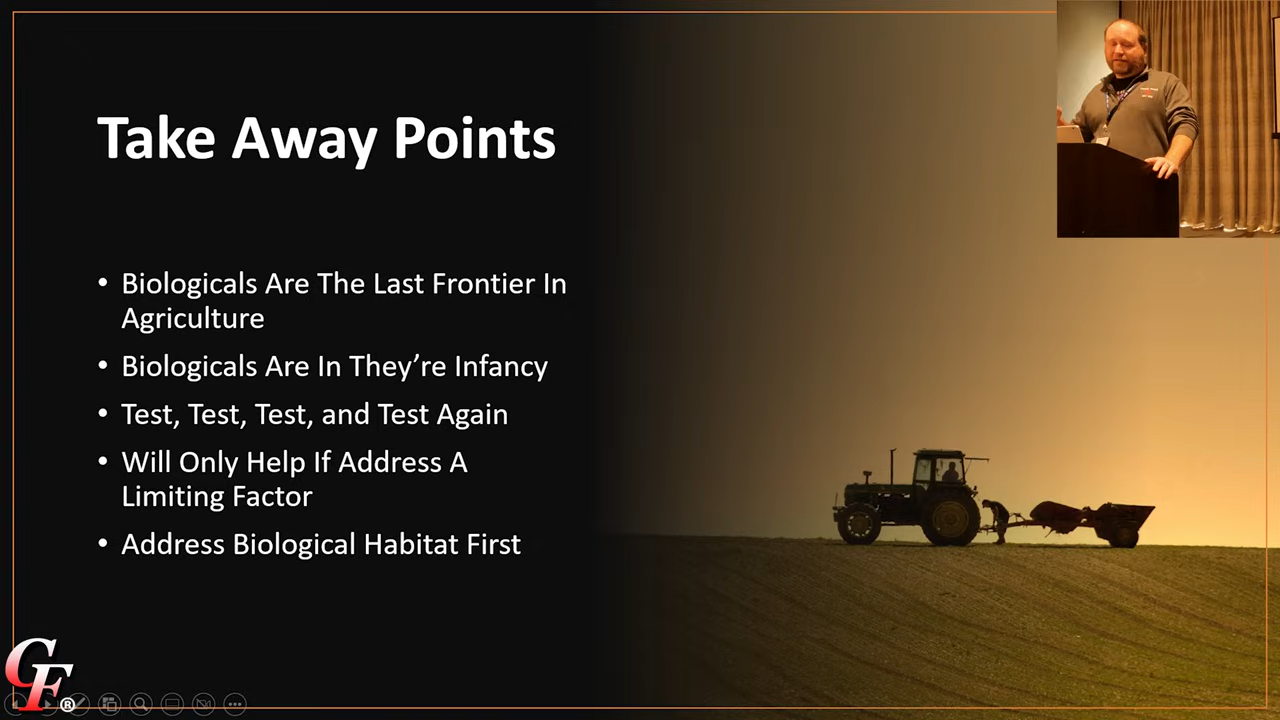 Take Away Points
• Biologicals Are The Last Frontier In
Agriculture
• Biologicals Are In They’re Infancy
• Test, Test, Test, and Test Again
• Will Only Help If Address A
Limiting Factor
• Address Biological Habitat First
CF®